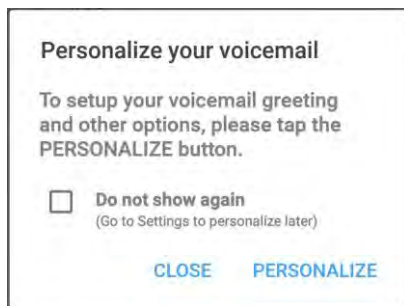 Personalize your voicemail
To setup your voicemail greeting
and other options, please tap the
PERSONALIZE button.
Do not show again
(Go to Settings to personalize later)
CLOSE PERSONALIZE